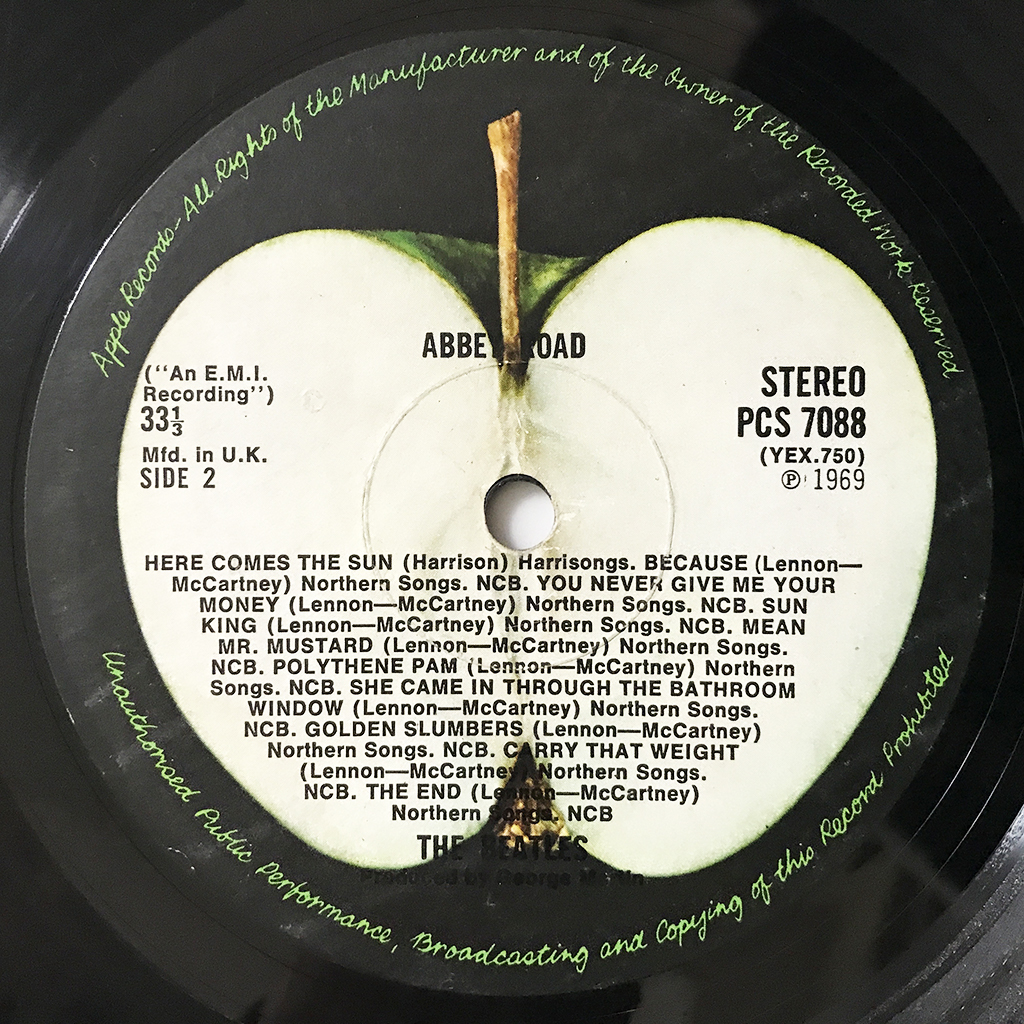 Apple Records-All Rights of the Manufacturer and of the Owner of the Recorded Work Reserved
ABBEY ROAD
("An E.M.I.
Recording")
33⅓
Mfd. in U.K.
SIDE 2
STEREO
PCS 7088
(YEX.750)
℗ 1969
HERE COMES THE SUN (Harrison) Harrisongs. BECAUSE (Lennon—
McCartney) Northern Songs. NCB. YOU NEVER GIVE ME YOUR
MONEY (Lennon—McCartney) Northern Songs. NCB. SUN
KING (Lennon—McCartney) Northern Songs. NCB. MEAN
MR. MUSTARD (Lennon—McCartney) Northern Songs.
NCB. POLYTHENE PAM (Lennon—McCartney) Northern
Songs. NCB. SHE CAME IN THROUGH THE BATHROOM
WINDOW (Lennon—McCartney) Northern Songs.
NCB. GOLDEN SLUMBERS (Lennon—McCartney)
Northern Songs. NCB. CARRY THAT WEIGHT
(Lennon—McCartney) Northern Songs.
NCB. THE END (Lennon—McCartney)
Northern Songs. NCB
THE BEATLES
Produced by George Martin
Unauthorised Public Performance, Broadcasting and Copying of this Record Prohibited